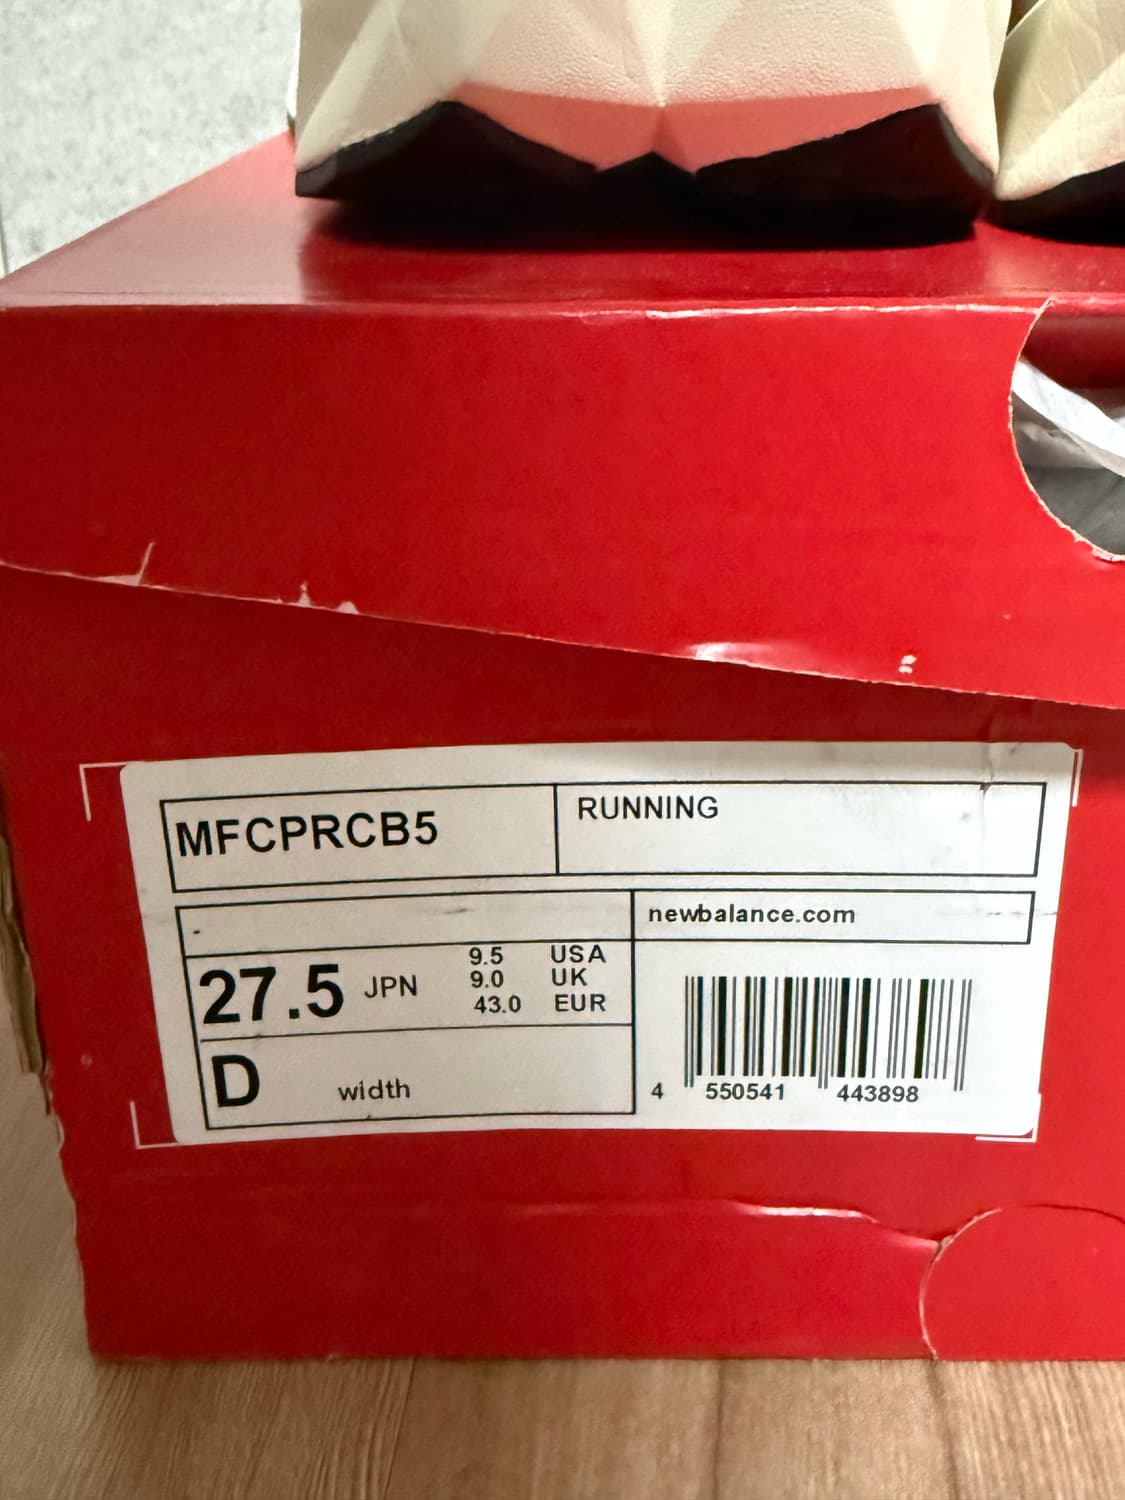 MFCPRCB5
RUNNING
newbalance.com
27.5 JPN
9.5 USA
9.0 UK
43.0 EUR
D width
4 550541 443898